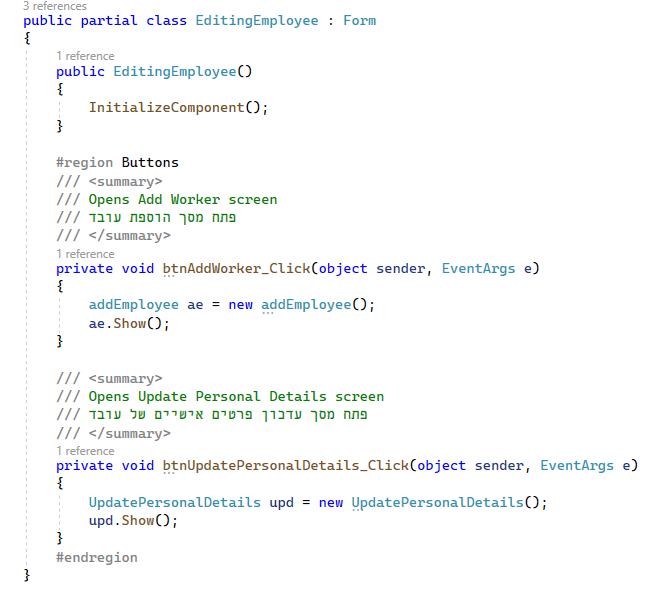 3 references
public partial class EditingEmployee : Form
{
1 reference
public EditingEmployee()
{
InitializeComponent();
}
#region Buttons
/// <summary>
/// Opens Add Worker screen
/// פתח מסך הוספת עובד
/// </summary>
1 reference
private void btnAddWorker_Click(object sender, EventArgs e)
{
addEmployee ae = new addEmployee();
ae.Show();
}
/// <summary>
/// Opens Update Personal Details screen
/// פתח מסך עדכון פרטים אישיים של עובד
/// </summary>
1 reference
private void btnUpdatePersonalDetails_Click(object sender, EventArgs e)
{
UpdatePersonalDetails upd = new UpdatePersonalDetails();
upd.Show();
}
#endregion
}